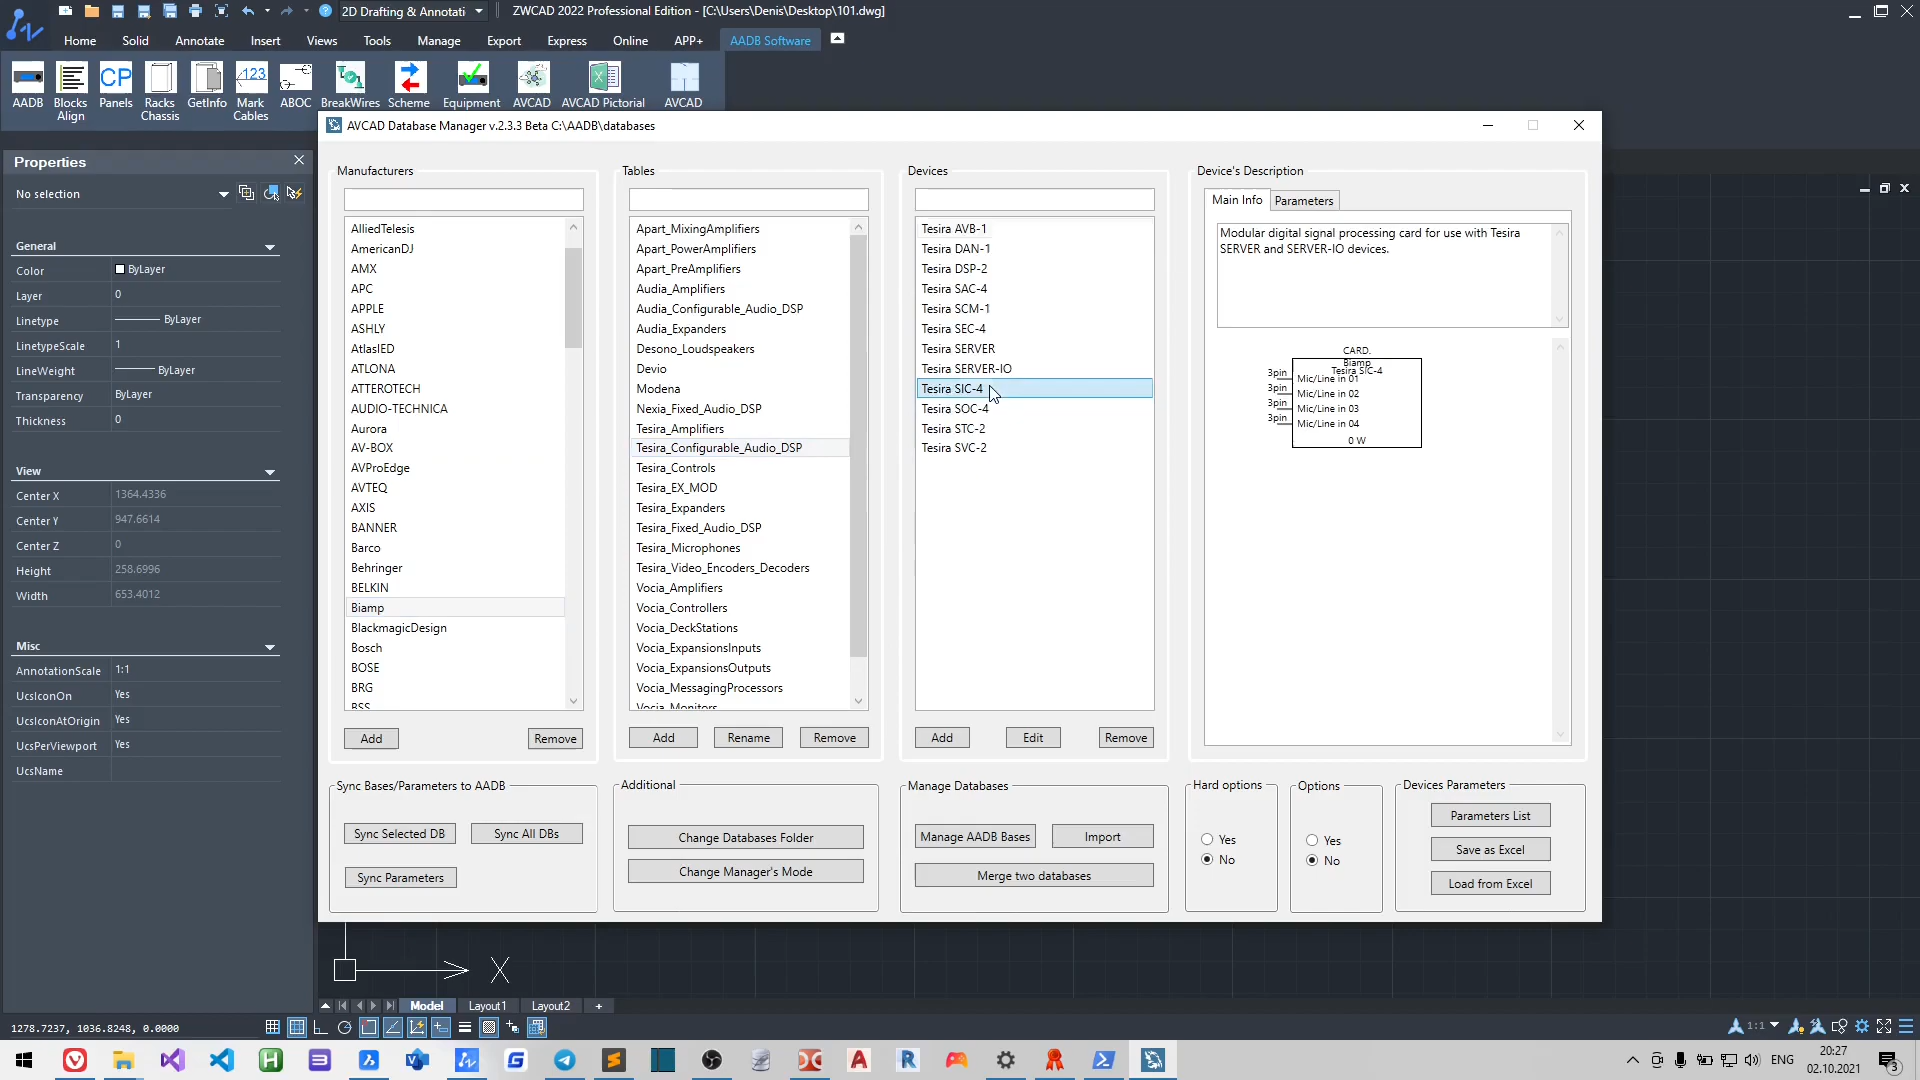 2D Drafting & Annotati
ZWCAD 2022 Professional Edition - [C:\Users\Denis\Desktop\101.dwg]
Home
Solid
Annotate
Insert
Views
Tools
Manage
Export
Express
Online
APP+
AADB Software
CP
123
AADB
Blocks
Align
Panels
Racks
Chassis
GetInfo
Mark
Cables
ABOC
BreakWires
Scheme
Equipment
AVCAD
AVCAD Pictorial
AVCAD
AVCAD Database Manager v.2.3.3 Beta C:\AADB\databases
Properties
No selection
General
Color ByLayer
Layer 0
Linetype ByLayer
LinetypeScale 1
LineWeight ByLayer
Transparency ByLayer
Thickness 0
View
Center X 1364.4336
Center Y 947.6614
Center Z 0
Height 258.6996
Width 653.4012
Misc
AnnotationScale 1:1
UcsIconOn Yes
UcsIconAtOrigin Yes
UcsPerViewport Yes
UcsName
Manufacturers
AlliedTelesis
AmericanDJ
AMX
APC
APPLE
ASHLY
AtlasIED
ATLONA
ATTEROTECH
AUDIO-TECHNICA
Aurora
AV-BOX
AVProEdge
AVTEQ
AXIS
BANNER
Barco
Behringer
BELKIN
Biamp
BlackmagicDesign
Bosch
BOSE
BRG
BSS
Add
Remove
Tables
Apart_MixingAmplifiers
Apart_PowerAmplifiers
Apart_PreAmplifiers
Audia_Amplifiers
Audia_Configurable_Audio_DSP
Audia_Expanders
Desono_Loudspeakers
Devio
Modena
Nexia_Fixed_Audio_DSP
Tesira_Amplifiers
Tesira_Configurable_Audio_DSP
Tesira_Controls
Tesira_EX_MOD
Tesira_Expanders
Tesira_Fixed_Audio_DSP
Tesira_Microphones
Tesira_Video_Encoders_Decoders
Vocia_Amplifiers
Vocia_Controllers
Vocia_DeckStations
Vocia_ExpansionsInputs
Vocia_ExpansionsOutputs
Vocia_MessagingProcessors
Vocia_Monitors
Add
Rename
Remove
Devices
Tesira AVB-1
Tesira DAN-1
Tesira DSP-2
Tesira SAC-4
Tesira SCM-1
Tesira SEC-4
Tesira SERVER
Tesira SERVER-IO
Tesira SIC-4
Tesira SOC-4
Tesira STC-2
Tesira SVC-2
Add
Edit
Remove
Device's Description
Main Info
Parameters
Modular digital signal processing card for use with Tesira
SERVER and SERVER-IO devices.
CARD.
Biamp
Tesira SIC-4
3pin Mic/Line in 01
3pin Mic/Line in 02
3pin Mic/Line in 03
3pin Mic/Line in 04
0 W
Sync Bases/Parameters to AADB
Sync Selected DB
Sync All DBs
Sync Parameters
Additional
Change Databases Folder
Change Manager's Mode
Manage Databases
Manage AADB Bases
Import
Merge two databases
Hard options
Yes
No
Options
Yes
No
Devices Parameters
Parameters List
Save as Excel
Load from Excel
X
Model
Layout1
Layout2
+
1278.7237, 1036.8248, 0.0000
1:1
ENG
20:27
02.10.2021
3